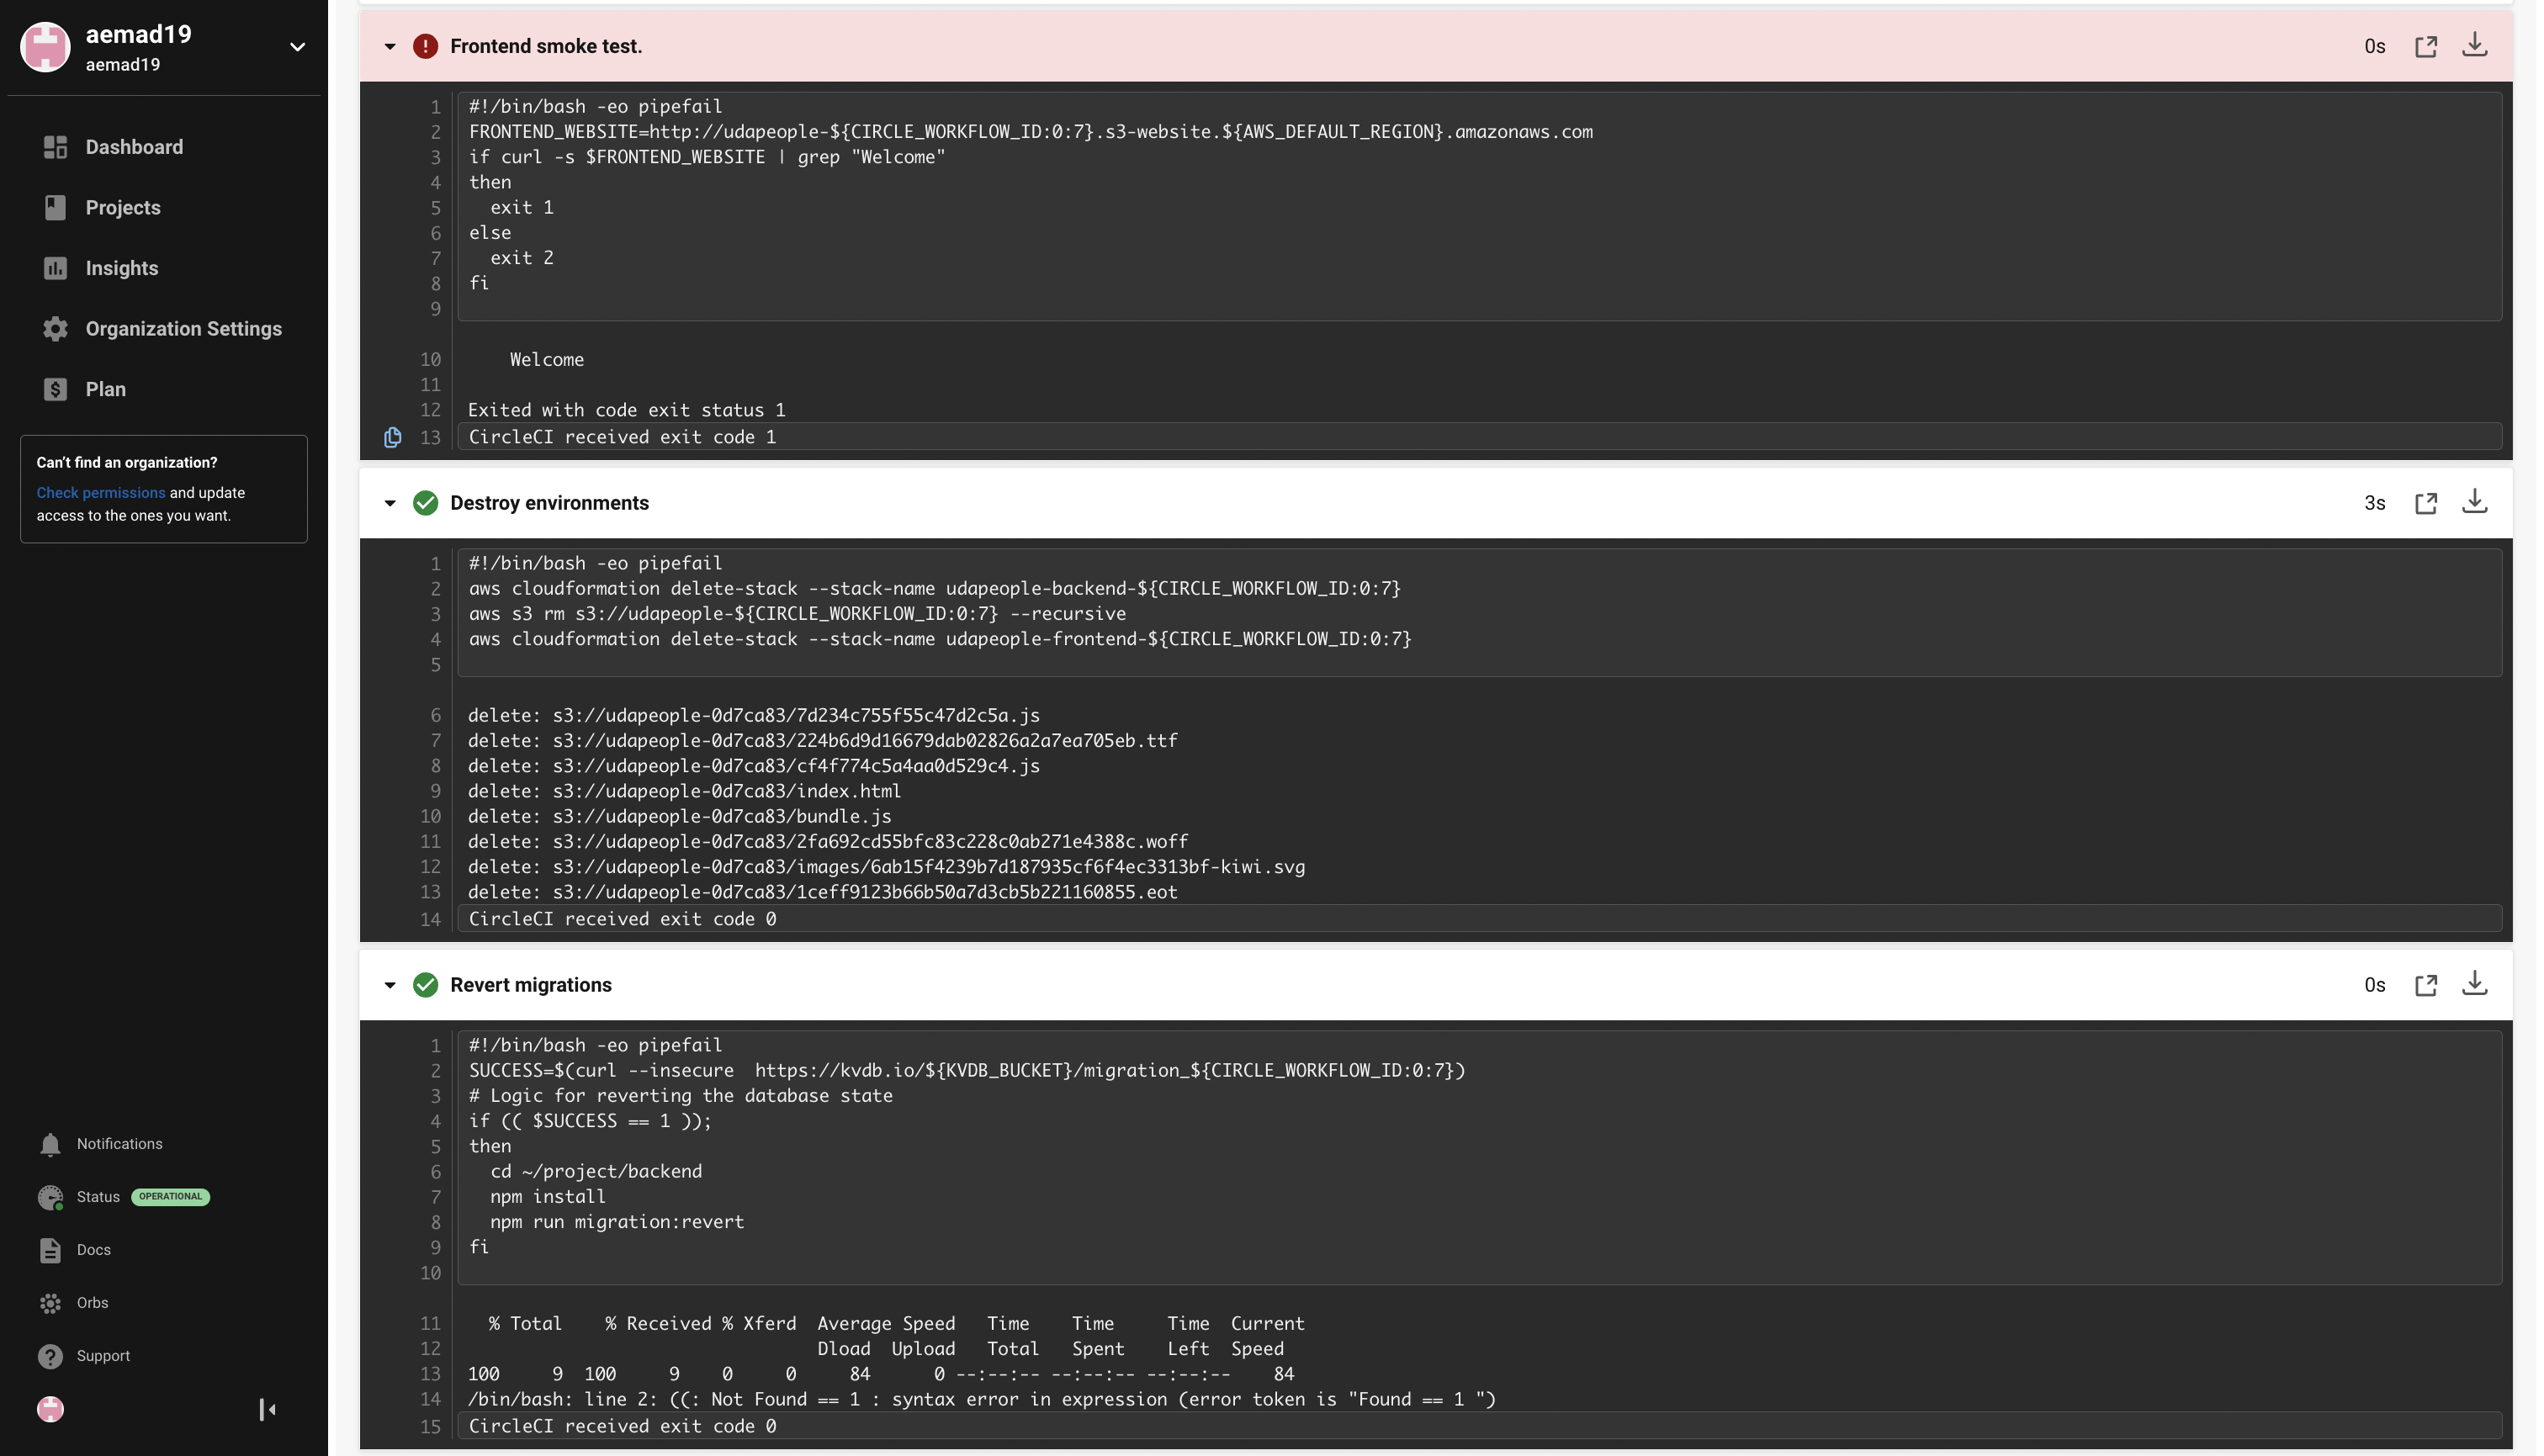 aemad19
aemad19
Dashboard
Projects
Insights
Organization Settings
Plan
Can't find an organization?
Check permissions and update
access to the ones you want.
Notifications
Status OPERATIONAL
Docs
Orbs
Support
Frontend smoke test. 0s
1 #!/bin/bash -eo pipefail
2 FRONTEND_WEBSITE=http://udapeople-${CIRCLE_WORKFLOW_ID:0:7}.s3-website.${AWS_DEFAULT_REGION}.amazonaws.com
3 if curl -s $FRONTEND_WEBSITE | grep "Welcome"
4 then
5   exit 1
6 else
7   exit 2
8 fi
9
10     Welcome
11
12 Exited with code exit status 1
13 CircleCI received exit code 1
Destroy environments 3s
1 #!/bin/bash -eo pipefail
2 aws cloudformation delete-stack --stack-name udapeople-backend-${CIRCLE_WORKFLOW_ID:0:7}
3 aws s3 rm s3://udapeople-${CIRCLE_WORKFLOW_ID:0:7} --recursive
4 aws cloudformation delete-stack --stack-name udapeople-frontend-${CIRCLE_WORKFLOW_ID:0:7}
5
6 delete: s3://udapeople-0d7ca83/7d234c755f55c47d2c5a.js
7 delete: s3://udapeople-0d7ca83/224b6d9d16679dab02826a2a7ea705eb.ttf
8 delete: s3://udapeople-0d7ca83/cf4f774c5a4aa0d529c4.js
9 delete: s3://udapeople-0d7ca83/index.html
10 delete: s3://udapeople-0d7ca83/bundle.js
11 delete: s3://udapeople-0d7ca83/2fa692cd55bfc83c228c0ab271e4388c.woff
12 delete: s3://udapeople-0d7ca83/images/6ab15f4239b7d187935cf6f4ec3313bf-kiwi.svg
13 delete: s3://udapeople-0d7ca83/1ceff9123b66b50a7d3cb5b221160855.eot
14 CircleCI received exit code 0
Revert migrations 0s
1 #!/bin/bash -eo pipefail
2 SUCCESS=$(curl --insecure  https://kvdb.io/${KVDB_BUCKET}/migration_${CIRCLE_WORKFLOW_ID:0:7})
3 # Logic for reverting the database state
4 if (( $SUCCESS == 1 ));
5 then
6   cd ~/project/backend
7   npm install
8   npm run migration:revert
9 fi
10
11   % Total    % Received % Xferd  Average Speed   Time    Time     Time  Current
12                                  Dload  Upload   Total   Spent    Left  Speed
13 100     9  100     9    0     0     84      0 --:--:-- --:--:-- --:--:--    84
14 /bin/bash: line 2: ((: Not Found == 1 : syntax error in expression (error token is "Found == 1 ")
15 CircleCI received exit code 0